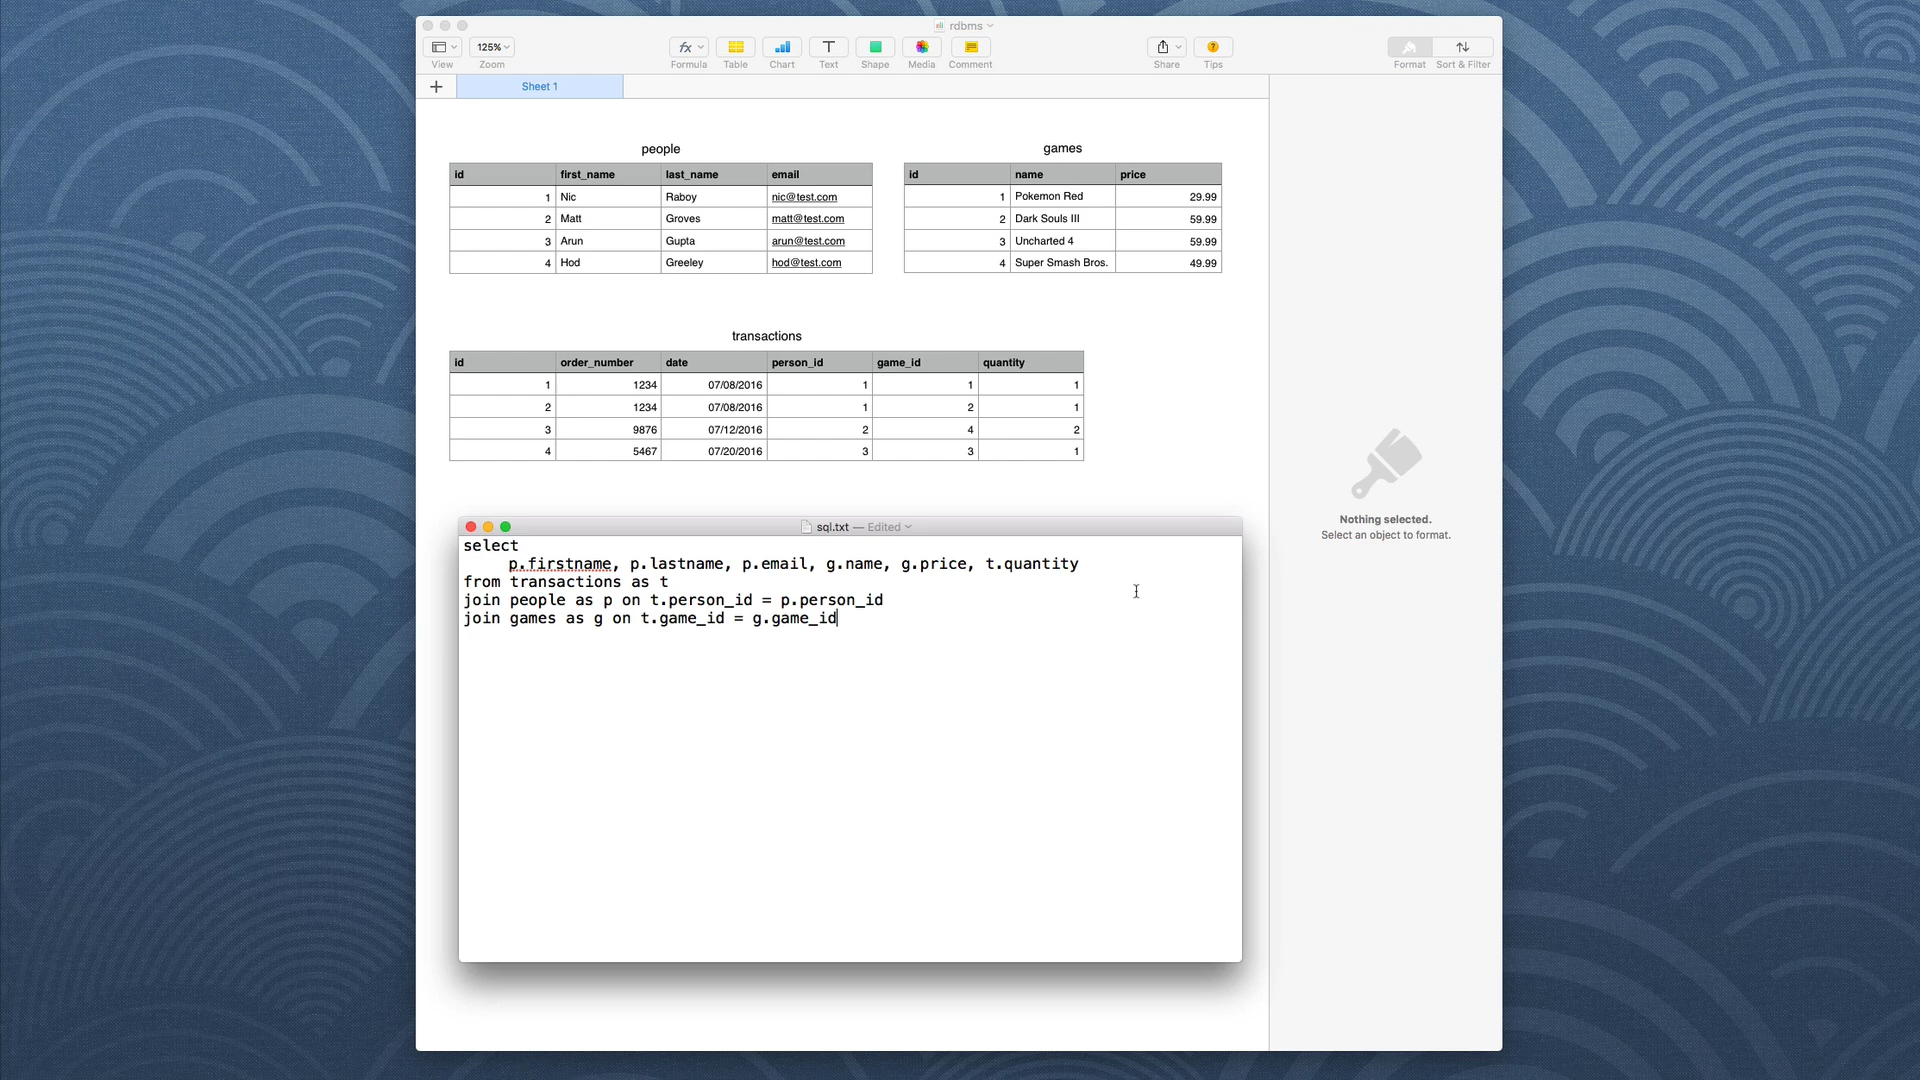 rdbms
125%
View
Zoom
Formula
Table
Chart
Text
Shape
Media
Comment
Share
Tips
Format
Sort & Filter
Sheet 1
people
id first_name last_name email
1 Nic Raboy nic@test.com
2 Matt Groves matt@test.com
3 Arun Gupta arun@test.com
4 Hod Greeley hod@test.com
games
id name price
1 Pokemon Red 29.99
2 Dark Souls III 59.99
3 Uncharted 4 59.99
4 Super Smash Bros. 49.99
transactions
id order_number date person_id game_id quantity
1 1234 07/08/2016 1 1 1
2 1234 07/08/2016 1 2 1
3 9876 07/12/2016 2 4 2
4 5467 07/20/2016 3 3 1
Nothing selected.
Select an object to format.
sql.txt — Edited
select
p.firstname, p.lastname, p.email, g.name, g.price, t.quantity
from transactions as t
join people as p on t.person_id = p.person_id
join games as g on t.game_id = g.game_id